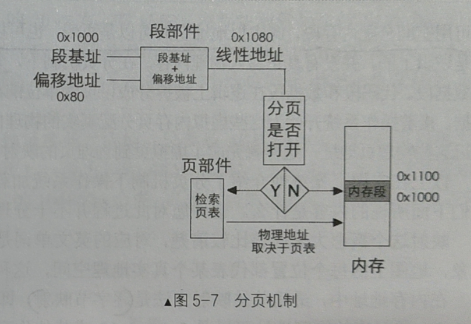 段部件
0x1000
段基址
偏移地址
0x80
段基址
+
偏移地址
0x1080
线性地址
分页
是否
打开
页部件
检索
页表
Y N
物理地址
取决于页表
内存段
0x1100
0x1000
内存
▲图 5-7 分页机制